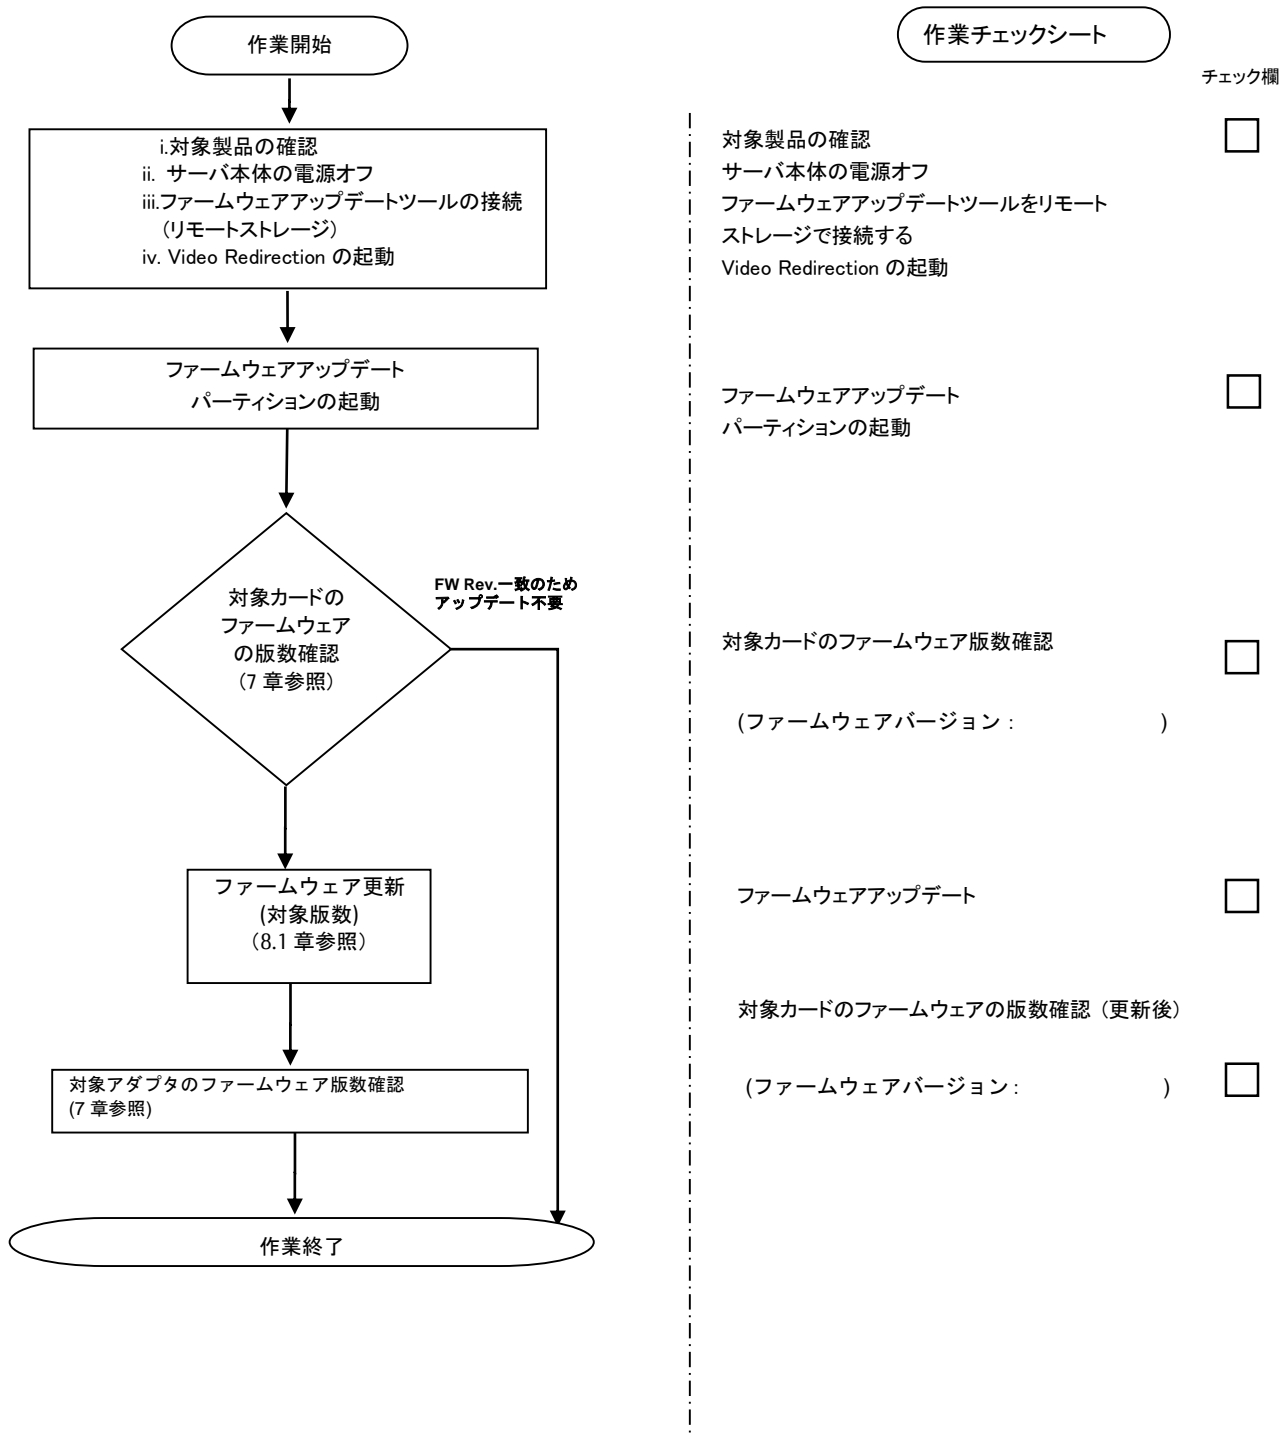 作業開始
i.対象製品の確認
ii. サーバ本体の電源オフ
iii.ファームウェアアップデートツールの接続
(リモートストレージ)
iv. Video Redirection の起動
ファームウェアアップデート
パーティションの起動
対象カードの
ファームウェア
の版数確認
(7 章参照)
FW Rev.一致のため
アップデート不要
ファームウェア更新
(対象版数)
(8.1 章参照)
対象アダプタのファームウェア版数確認
(7 章参照)
作業終了
作業チェックシート
チェック欄
対象製品の確認
サーバ本体の電源オフ
ファームウェアアップデートツールをリモート
ストレージで接続する
Video Redirection の起動
ファームウェアアップデート
パーティションの起動
対象カードのファームウェア版数確認
(ファームウェアバージョン : )
ファームウェアアップデート
対象カードのファームウェアの版数確認 (更新後)
(ファームウェアバージョン : )